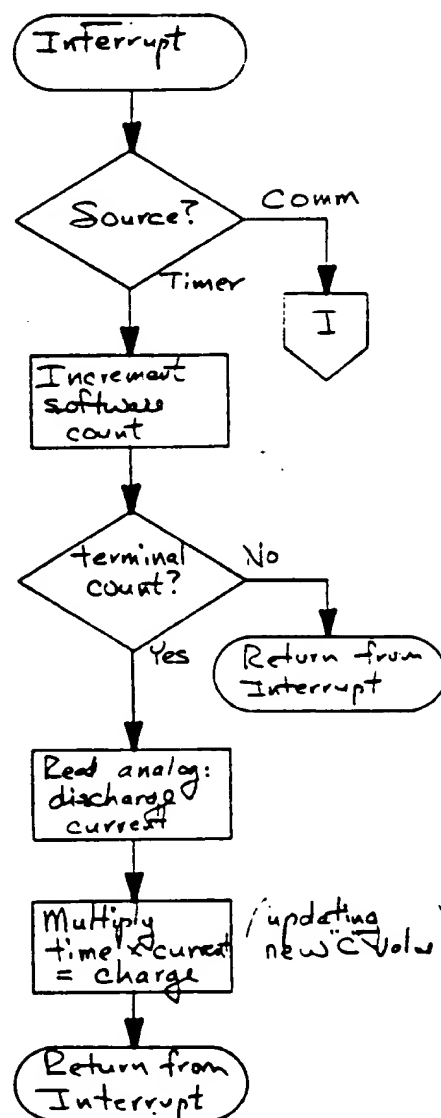 Interrupt
Source?
Comm
Timer
I
Increment
software
count
terminal
count?
No
Yes
Return from
Interrupt
Read analog:
discharge
current
Multiply
time x current
= charge
(updating
new "C"
Return from
Interrupt